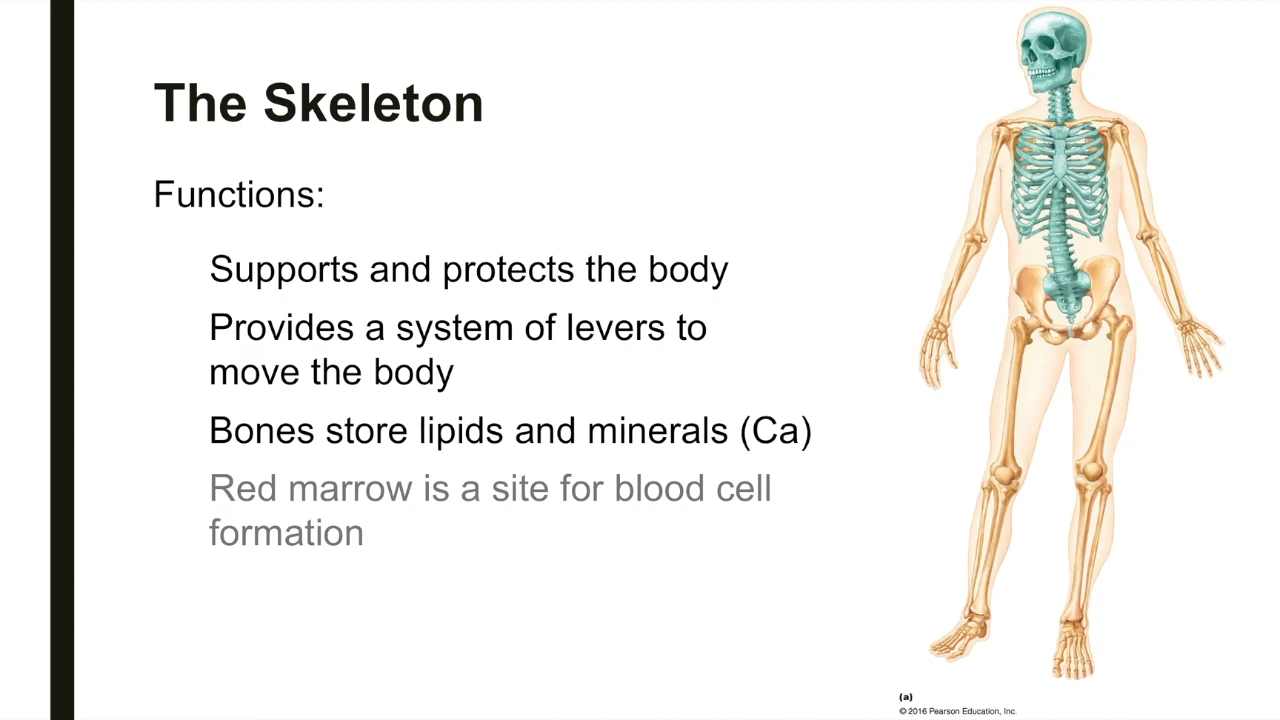 The Skeleton
Functions:
Supports and protects the body
Provides a system of levers to
move the body
Bones store lipids and minerals (Ca)
Red marrow is a site for blood cell
formation
(a)
© 2016 Pearson Education, Inc.